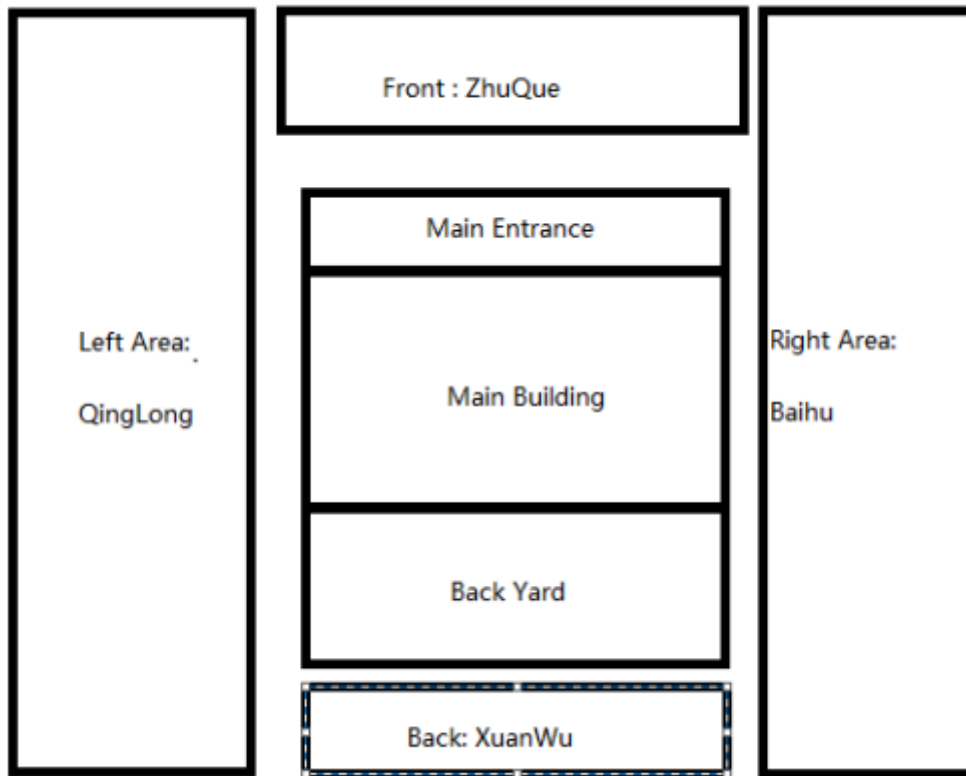 Front : ZhuQue
Main Entrance
Left Area:
QingLong
Main Building
Right Area:
Baihu
Back Yard
Back: XuanWu